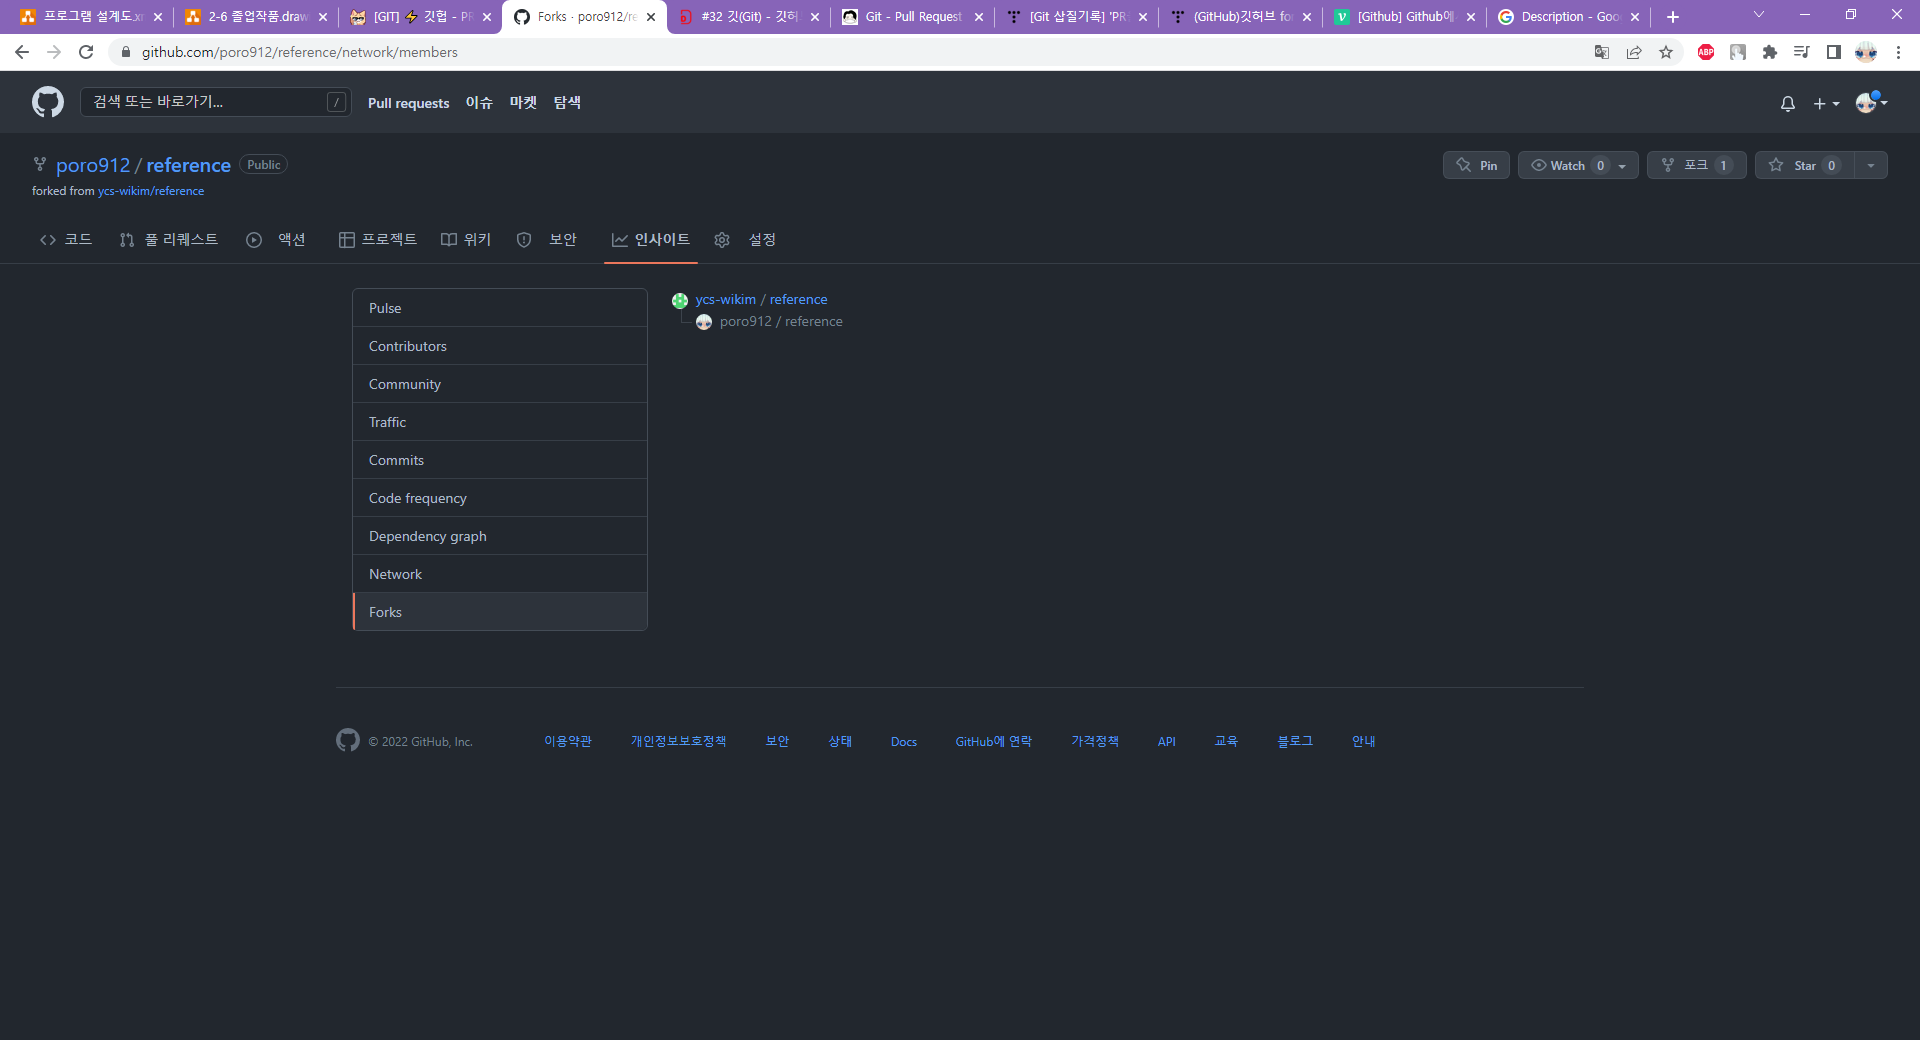 프로그램 설계도.xm
2-6 졸업작품.draw
[GIT] ⚡ 깃헙 - PR
Forks · poro912/re
#32 깃(Git) - 깃허
Git - Pull Request
[Git 삽질기록] 'PR
(GitHub)깃허브 for
[Github] Github에
Description - Goo
github.com/poro912/reference/network/members
ABP
검색 또는 바로가기... /
Pull requests 이슈 마켓 탐색
poro912 / reference Public
Pin
Watch 0
포크 1
Star 0
forked from ycs-wikim/reference
코드 풀 리퀘스트 액션 프로젝트 위키 보안 인사이트 설정
Pulse
Contributors
Community
Traffic
Commits
Code frequency
Dependency graph
Network
Forks
ycs-wikim / reference
poro912 / reference
© 2022 GitHub, Inc. 이용약관 개인정보보호정책 보안 상태 Docs GitHub에 연락 가격정책 API 교육 블로그 안내